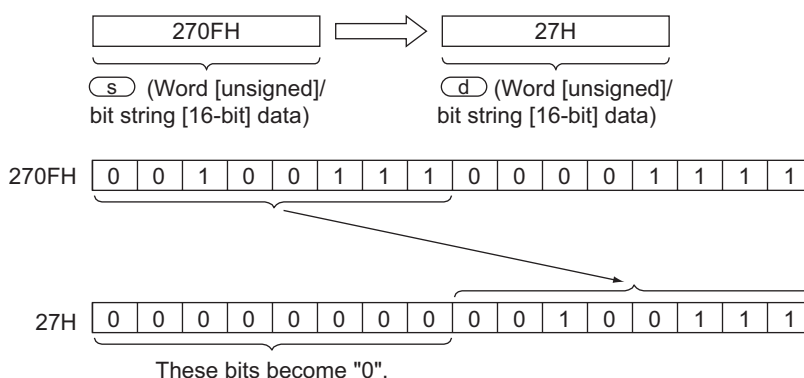 270FH 27H
s (Word [unsigned]/ d (Word [unsigned]/
bit string [16-bit] data) bit string [16-bit] data)
270FH 0 0 1 0 0 1 1 1 0 0 0 0 1 1 1 1
27H 0 0 0 0 0 0 0 0 0 0 1 0 0 1 1 1
These bits become "0".